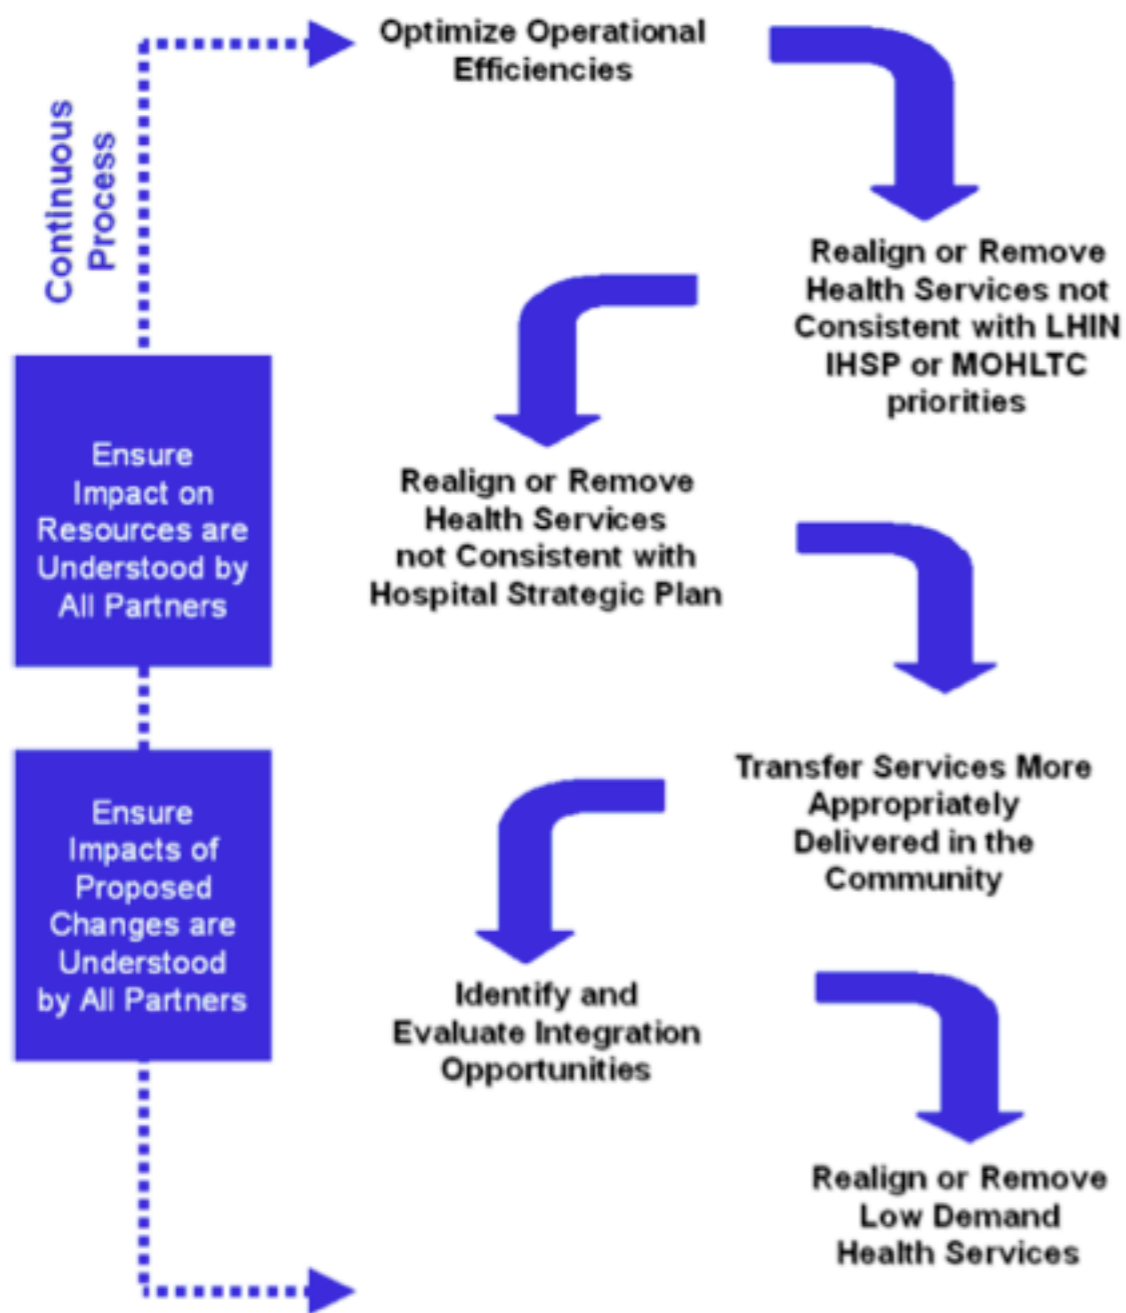 Optimize Operational
Efficiencies
Continuous
Process
Realign or Remove
Health Services not
Consistent with LHIN
IHSP or MOHLTC
priorities
Ensure
Impact on
Resources are
Understood by
All Partners
Realign or Remove
Health Services
not Consistent with
Hospital Strategic Plan
Transfer Services More
Appropriately
Delivered in the
Community
Ensure
Impacts of
Proposed
Changes are
Understood
by All Partners
Identify and
Evaluate Integration
Opportunities
Realign or Remove
Low Demand
Health Services